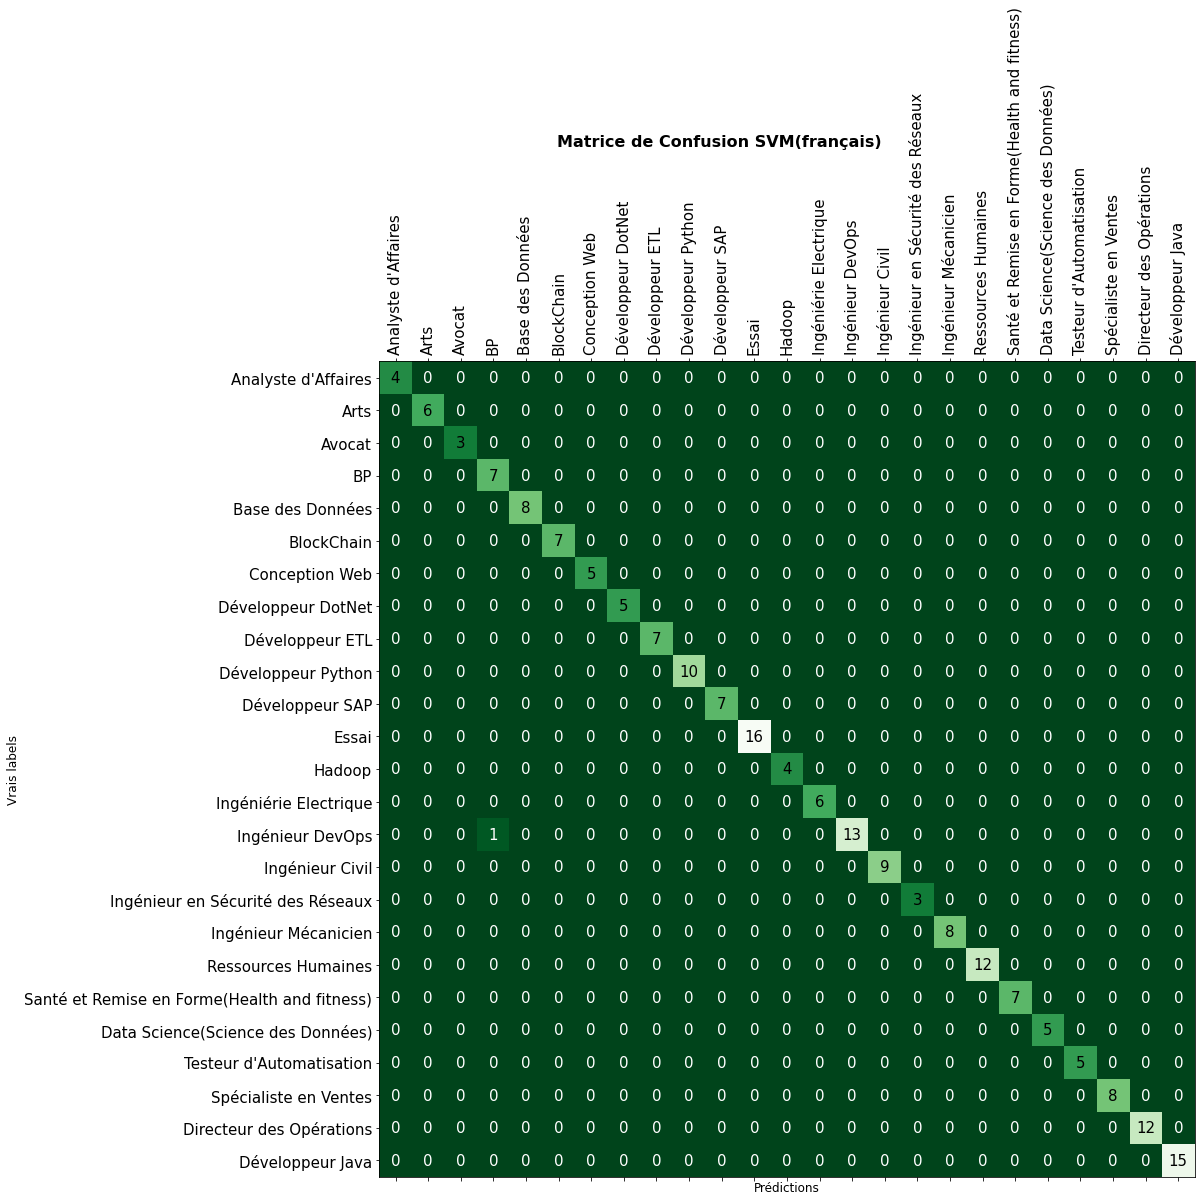 Matrice de Confusion SVM(français)
Analyste d'Affaires
Arts
Avocat
BP
Base des Données
BlockChain
Conception Web
Développeur DotNet
Développeur ETL
Développeur Python
Développeur SAP
Essai
Hadoop
Ingéniérie Electrique
Ingénieur DevOps
Ingénieur Civil
Ingénieur en Sécurité des Réseaux
Ingénieur Mécanicien
Ressources Humaines
Santé et Remise en Forme(Health and fitness)
Data Science(Science des Données)
Testeur d'Automatisation
Spécialiste en Ventes
Directeur des Opérations
Développeur Java
Vrais labels
Analyste d'Affaires 4 0 0 0 0 0 0 0 0 0 0 0 0 0 0 0 0 0 0 0 0 0 0 0 0
Arts 0 6 0 0 0 0 0 0 0 0 0 0 0 0 0 0 0 0 0 0 0 0 0 0 0
Avocat 0 0 3 0 0 0 0 0 0 0 0 0 0 0 0 0 0 0 0 0 0 0 0 0 0
BP 0 0 0 7 0 0 0 0 0 0 0 0 0 0 0 0 0 0 0 0 0 0 0 0 0
Base des Données 0 0 0 0 8 0 0 0 0 0 0 0 0 0 0 0 0 0 0 0 0 0 0 0 0
BlockChain 0 0 0 0 0 7 0 0 0 0 0 0 0 0 0 0 0 0 0 0 0 0 0 0 0
Conception Web 0 0 0 0 0 0 5 0 0 0 0 0 0 0 0 0 0 0 0 0 0 0 0 0 0
Développeur DotNet 0 0 0 0 0 0 0 5 0 0 0 0 0 0 0 0 0 0 0 0 0 0 0 0 0
Développeur ETL 0 0 0 0 0 0 0 0 7 0 0 0 0 0 0 0 0 0 0 0 0 0 0 0 0
Développeur Python 0 0 0 0 0 0 0 0 0 10 0 0 0 0 0 0 0 0 0 0 0 0 0 0 0
Développeur SAP 0 0 0 0 0 0 0 0 0 0 7 0 0 0 0 0 0 0 0 0 0 0 0 0 0
Essai 0 0 0 0 0 0 0 0 0 0 0 16 0 0 0 0 0 0 0 0 0 0 0 0 0
Hadoop 0 0 0 0 0 0 0 0 0 0 0 0 4 0 0 0 0 0 0 0 0 0 0 0 0
Ingéniérie Electrique 0 0 0 0 0 0 0 0 0 0 0 0 0 6 0 0 0 0 0 0 0 0 0 0 0
Ingénieur DevOps 0 0 0 1 0 0 0 0 0 0 0 0 0 0 13 0 0 0 0 0 0 0 0 0 0
Ingénieur Civil 0 0 0 0 0 0 0 0 0 0 0 0 0 0 0 9 0 0 0 0 0 0 0 0 0
Ingénieur en Sécurité des Réseaux 0 0 0 0 0 0 0 0 0 0 0 0 0 0 0 0 3 0 0 0 0 0 0 0 0
Ingénieur Mécanicien 0 0 0 0 0 0 0 0 0 0 0 0 0 0 0 0 0 8 0 0 0 0 0 0 0
Ressources Humaines 0 0 0 0 0 0 0 0 0 0 0 0 0 0 0 0 0 0 12 0 0 0 0 0 0
Santé et Remise en Forme(Health and fitness) 0 0 0 0 0 0 0 0 0 0 0 0 0 0 0 0 0 0 0 7 0 0 0 0 0
Data Science(Science des Données) 0 0 0 0 0 0 0 0 0 0 0 0 0 0 0 0 0 0 0 0 5 0 0 0 0
Testeur d'Automatisation 0 0 0 0 0 0 0 0 0 0 0 0 0 0 0 0 0 0 0 0 0 5 0 0 0
Spécialiste en Ventes 0 0 0 0 0 0 0 0 0 0 0 0 0 0 0 0 0 0 0 0 0 0 8 0 0
Directeur des Opérations 0 0 0 0 0 0 0 0 0 0 0 0 0 0 0 0 0 0 0 0 0 0 0 12 0
Développeur Java 0 0 0 0 0 0 0 0 0 0 0 0 0 0 0 0 0 0 0 0 0 0 0 0 15
Prédictions